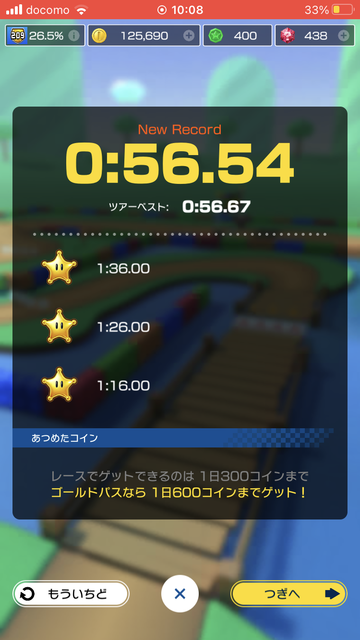 docomo 10:08 33%
209 26.5% 125,690 400 438
New Record
0:56.54
ツアーベスト: 0:56.67
1:36.00
1:26.00
1:16.00
あつめたコイン
レースでゲットできるのは 1日300コインまで
ゴールドパスなら 1日600コインまでゲット！
もういちど つぎへ